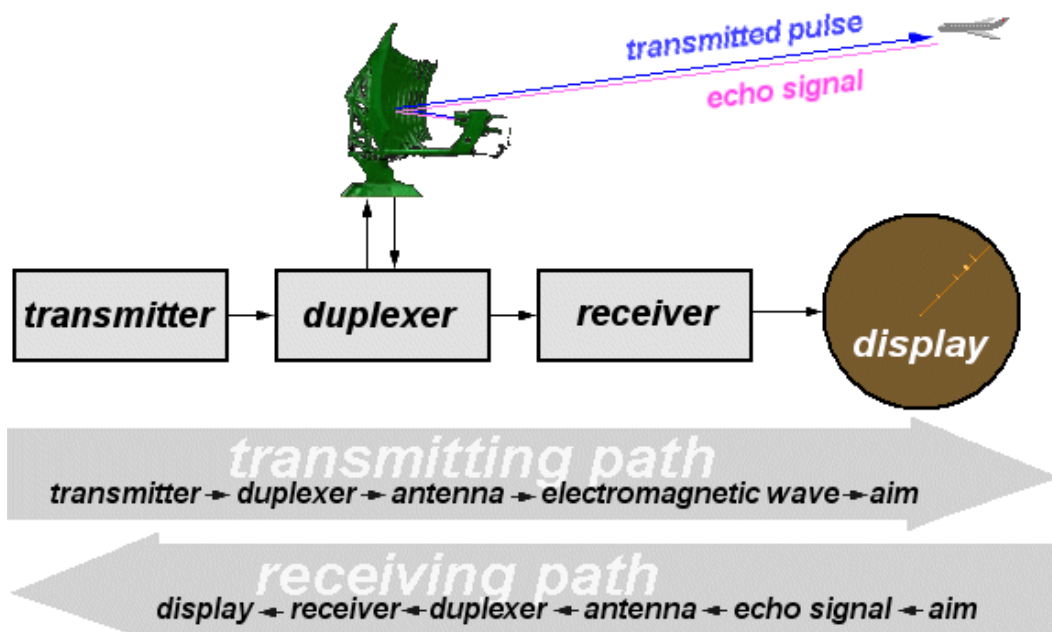 transmitted pulse
echo signal
transmitter
duplexer
receiver
display
transmitting path
transmitter→duplexer→antenna→electromagnetic wave→aim
receiving path
display←receiver←duplexer←antenna←echo signal←aim